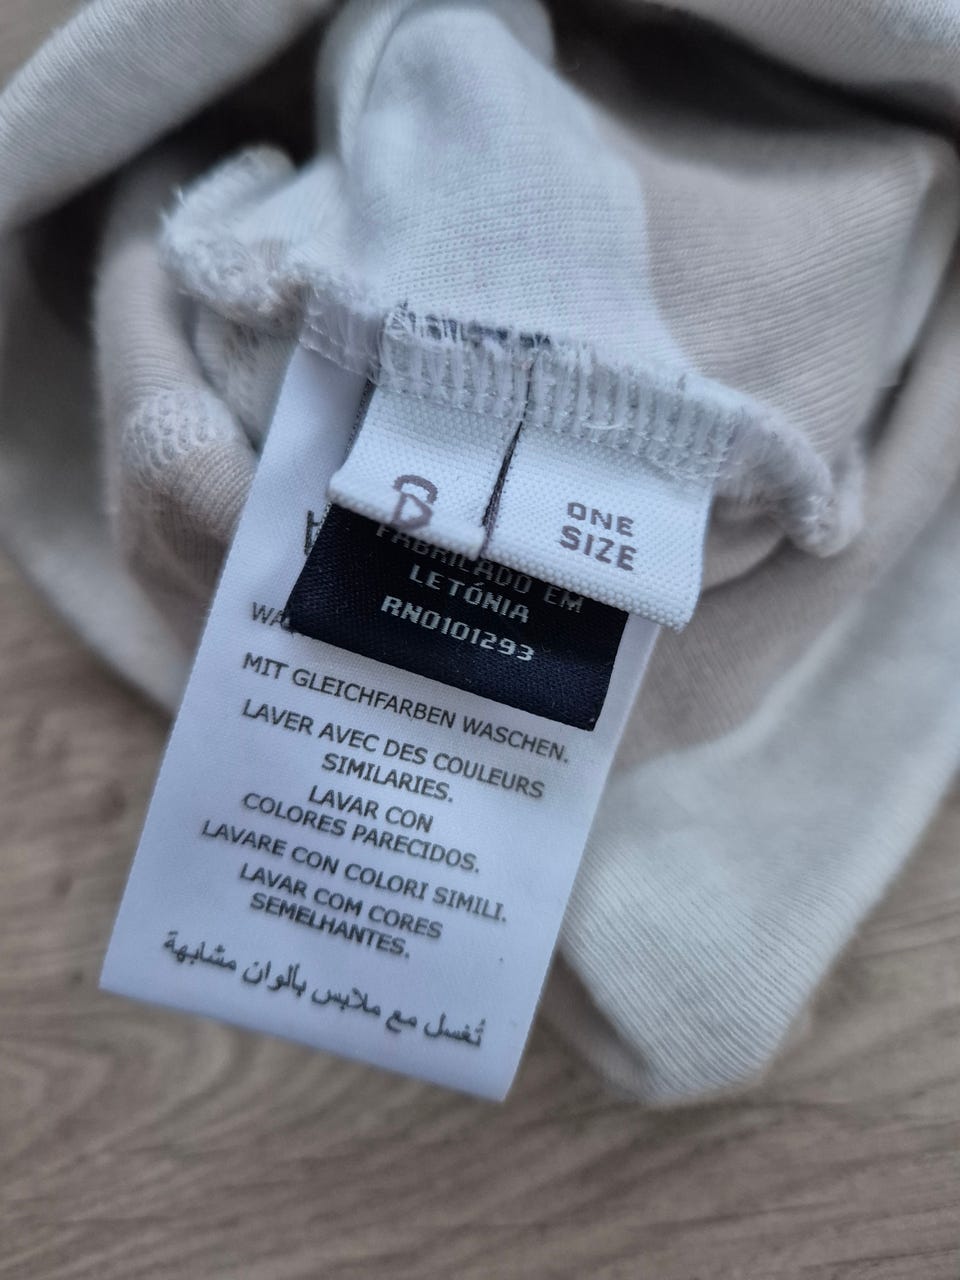 ONE
SIZE
FABRICADO EM
LETÓNIA
RN0101293
MIT GLEICHFARBEN WASCHEN.
LAVER AVEC DES COULEURS
SIMILARIES.
LAVAR CON
COLORES PARECIDOS.
LAVARE CON COLORI SIMILI.
LAVAR COM CORES
SEMELHANTES.
تُغسل مع ملابس بألوان مشابهة